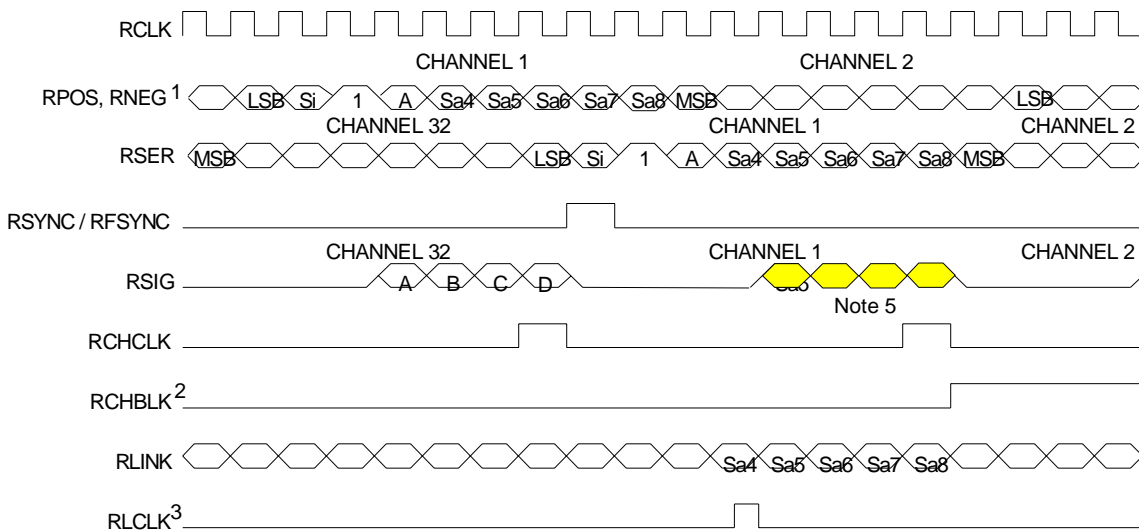 RCLK
CHANNEL 1 CHANNEL 2
RPOS, RNEG 1 LSB Si 1 A Sa4 Sa5 Sa6 Sa7 Sa8 MSB LSB
CHANNEL 32 CHANNEL 1 CHANNEL 2
RSER MSB LSB Si 1 A Sa4 Sa5 Sa6 Sa7 Sa8 MSB
RSYNC / RFSYNC
CHANNEL 32 CHANNEL 1 CHANNEL 2
RSIG A B C D
Note 5
RCHCLK
RCHBLK 2
RLINK Sa4 Sa5 Sa6 Sa7 Sa8
RLCLK 3